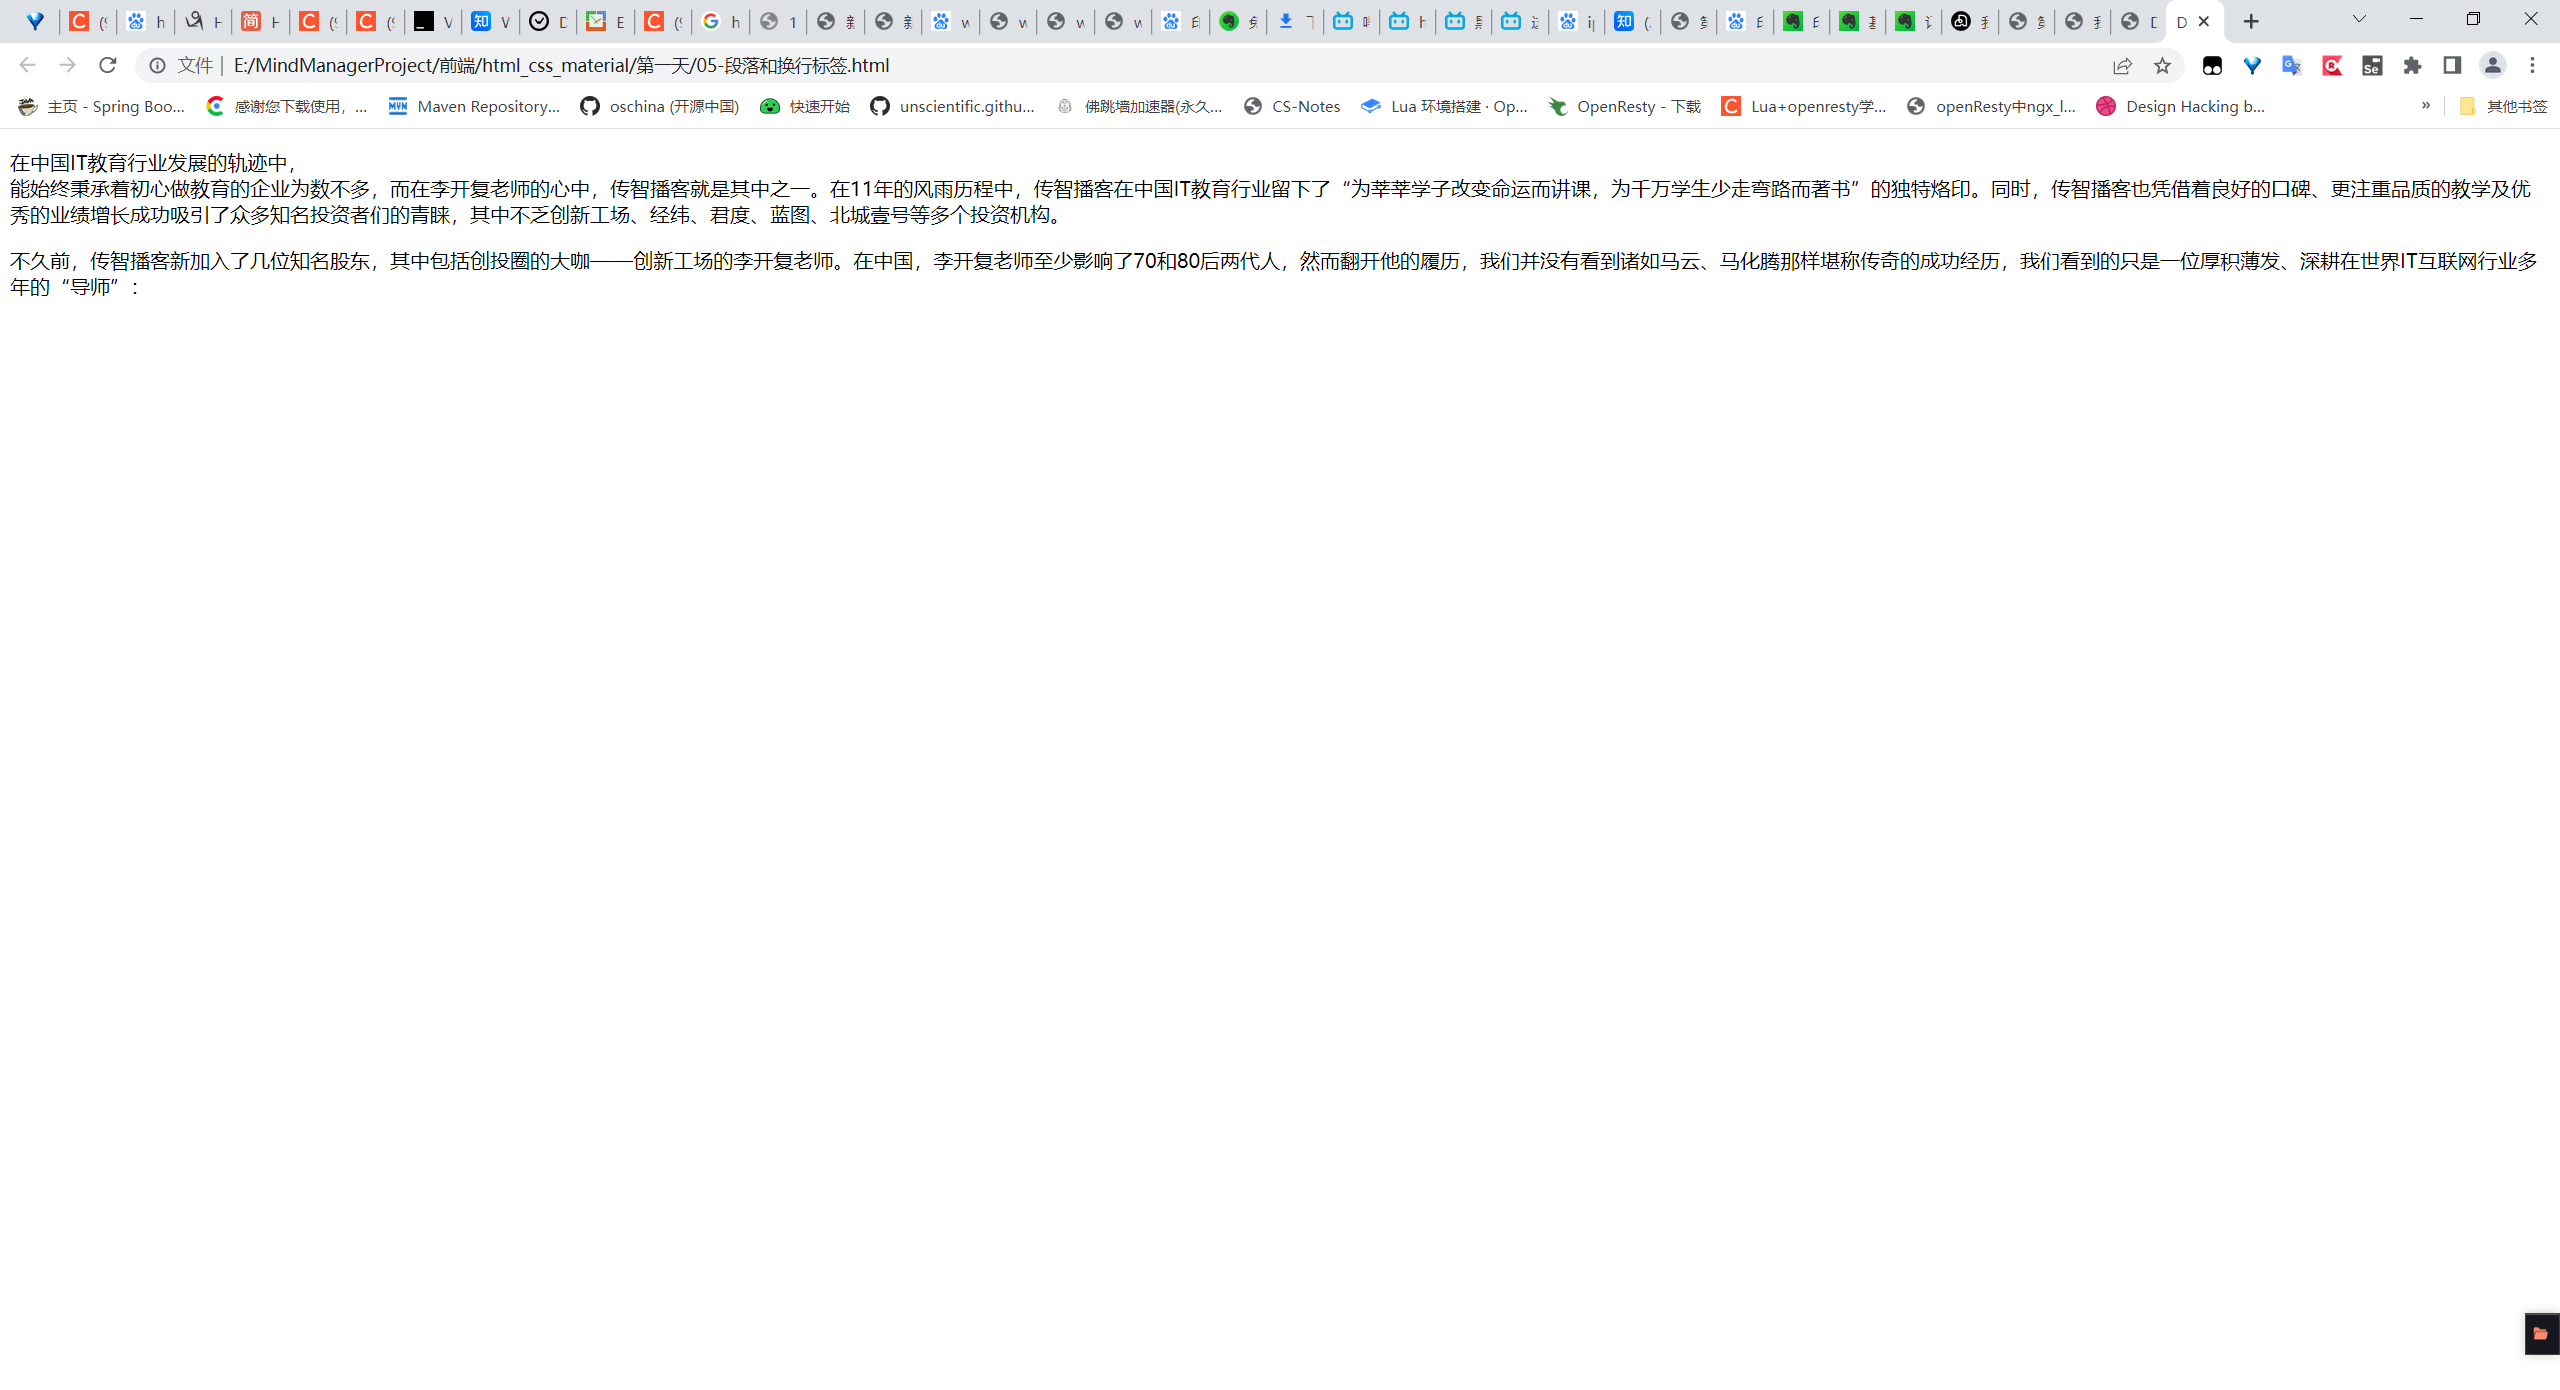 文件 | E:/MindManagerProject/前端/html_css_material/第一天/05-段落和换行标签.html
主页 - Spring Boo... 感谢您下载使用，... Maven Repository... oschina (开源中国) 快速开始 unscientific.githu... 佛跳墙加速器(永久... CS-Notes Lua 环境搭建 · Op... OpenResty - 下载 Lua+openresty学... openResty中ngx_l... Design Hacking b... » 其他书签
在中国IT教育行业发展的轨迹中，
能始终秉承着初心做教育的企业为数不多，而在李开复老师的心中，传智播客就是其中之一。在11年的风雨历程中，传智播客在中国IT教育行业留下了“为莘莘学子改变命运而讲课，为千万学生少走弯路而著书”的独特烙印。同时，传智播客也凭借着良好的口碑、更注重品质的教学及优
秀的业绩增长成功吸引了众多知名投资者们的青睐，其中不乏创新工场、经纬、君度、蓝图、北城壹号等多个投资机构。
不久前，传智播客新加入了几位知名股东，其中包括创投圈的大咖——创新工场的李开复老师。在中国，李开复老师至少影响了70和80后两代人，然而翻开他的履历，我们并没有看到诸如马云、马化腾那样堪称传奇的成功经历，我们看到的只是一位厚积薄发、深耕在世界IT互联网行业多
年的“导师”：